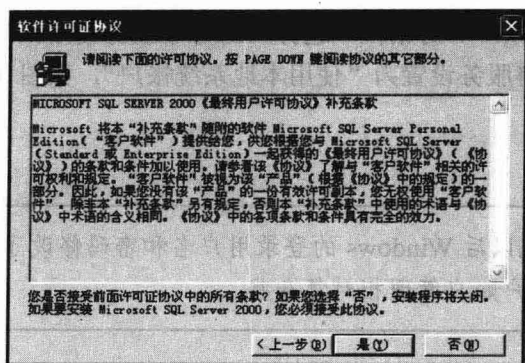 软件许可证协议
请阅读下面的许可协议。按 PAGE DOWN 键阅读协议的其它部分。
MICROSOFT SQL SERVER 2000《最终用户许可协议》补充条款
Microsoft 将本“补充条款”随附的软件 Microsoft SQL Server Personal
Edition(“客户软件”)提供给您,供您根据您与 Microsoft SQL Server
(Standard 或 Enterprise Edition)一起获得的《最终用户许可协议》(《协
议》)的条款和条件加以使用。请参看该《协议》,了解与“客户软件”相关的许
可权利和规定。“客户软件”被视为该“产品”(根据《协议》中的规定)的一
部分。因此,如果您没有该“产品”的一份有效许可副本,您无权使用“客户软
件”。除非本“补充条款”另有规定,否则本“补充条款”中使用的术语与《协
议》中术语的含义相同。《协议》中的各项条款和条件具有完全的效力。
您是否接受前面许可证协议中的所有条款?如果您选择“否”,安装程序将关闭。
如果要安装 Microsoft SQL Server 2000,您必须接受此协议。
<上一步(B) 是(Y) 否(N)